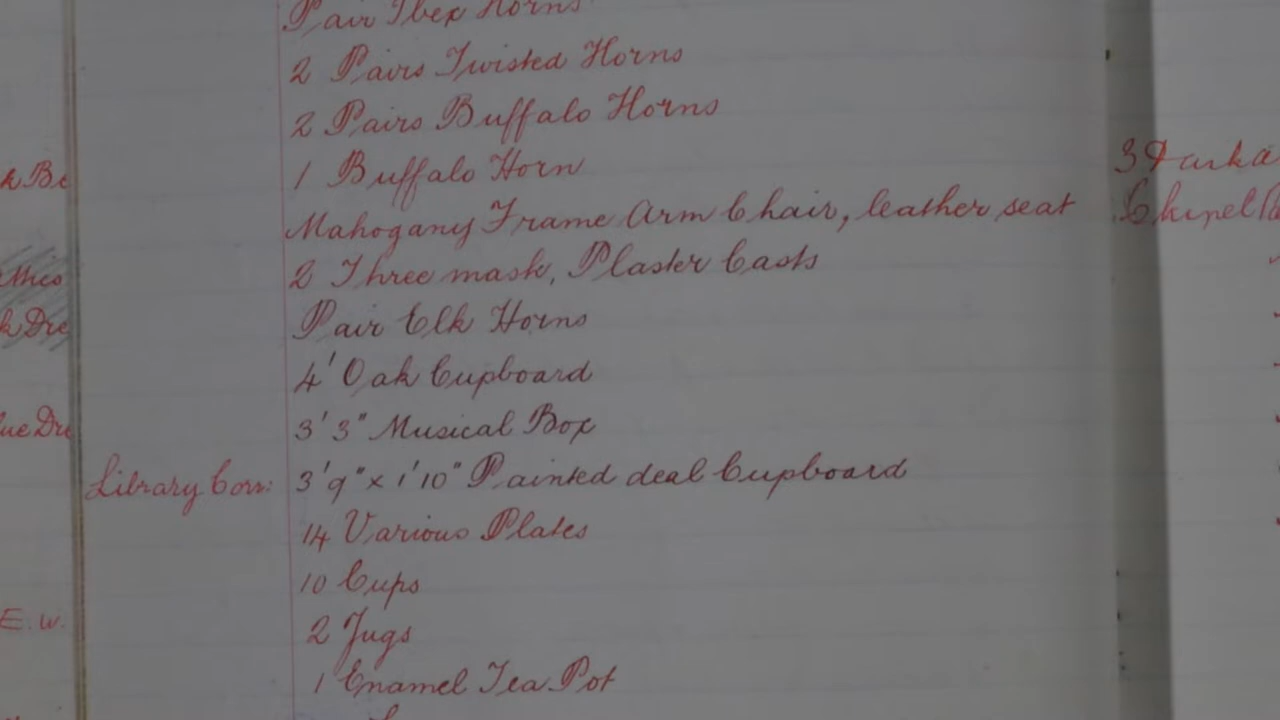 Pair Ibex Horns
2 Pairs Twisted Horns
2 Pairs Buffalo Horns
1 Buffalo Horn
Mahogany Frame Arm Chair, leather seat
2 Three mask, Plaster Casts
Pair Elk Horns
4' Oak Cupboard
3'3" Musical Box
Library Corr: 3'9" x 1'10" Painted deal Cupboard
14 Various Plates
10 Cups
2 Jugs
E.W.
1 Enamel Tea Pot
3